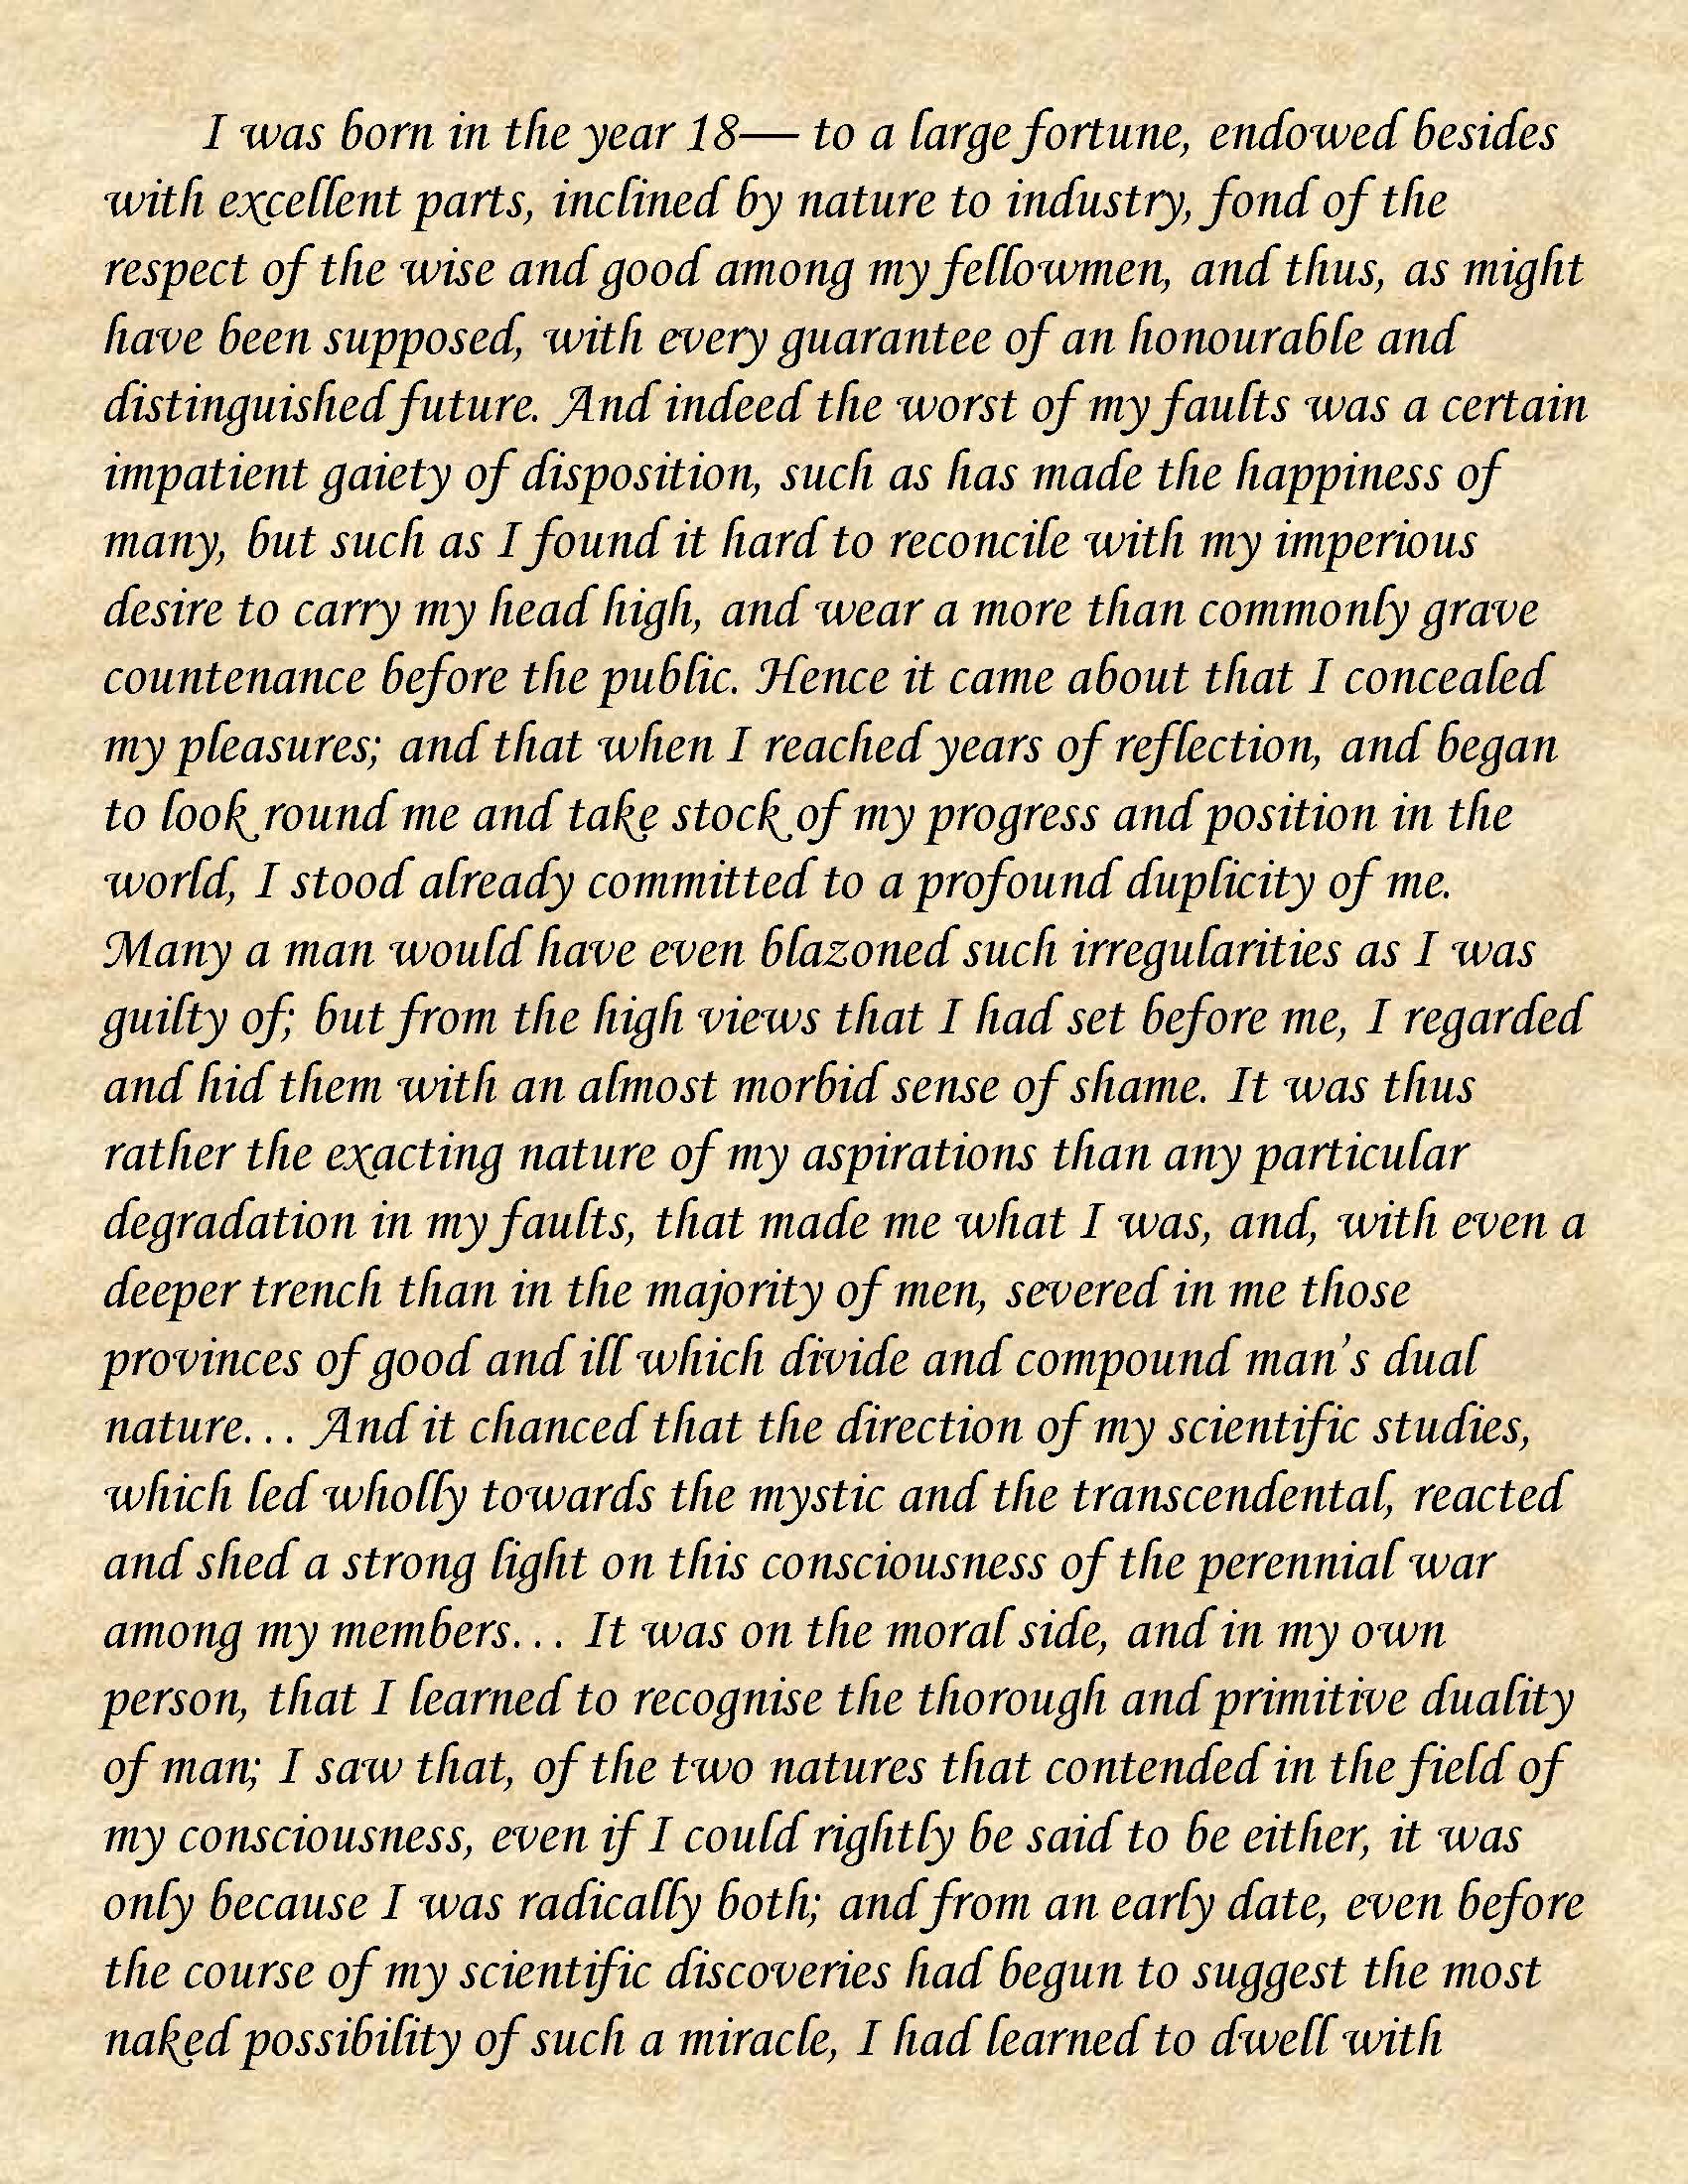 I was born in the year 18— to a large fortune, endowed besides
with excellent parts, inclined by nature to industry, fond of the
respect of the wise and good among my fellowmen, and thus, as might
have been supposed, with every guarantee of an honourable and
distinguished future. And indeed the worst of my faults was a certain
impatient gaiety of disposition, such as has made the happiness of
many, but such as I found it hard to reconcile with my imperious
desire to carry my head high, and wear a more than commonly grave
countenance before the public. Hence it came about that I concealed
my pleasures; and that when I reached years of reflection, and began
to look round me and take stock of my progress and position in the
world, I stood already committed to a profound duplicity of me.
Many a man would have even blazoned such irregularities as I was
guilty of; but from the high views that I had set before me, I regarded
and hid them with an almost morbid sense of shame. It was thus
rather the exacting nature of my aspirations than any particular
degradation in my faults, that made me what I was, and, with even a
deeper trench than in the majority of men, severed in me those
provinces of good and ill which divide and compound man's dual
nature… And it chanced that the direction of my scientific studies,
which led wholly towards the mystic and the transcendental, reacted
and shed a strong light on this consciousness of the perennial war
among my members… It was on the moral side, and in my own
person, that I learned to recognise the thorough and primitive duality
of man; I saw that, of the two natures that contended in the field of
my consciousness, even if I could rightly be said to be either, it was
only because I was radically both; and from an early date, even before
the course of my scientific discoveries had begun to suggest the most
naked possibility of such a miracle, I had learned to dwell with